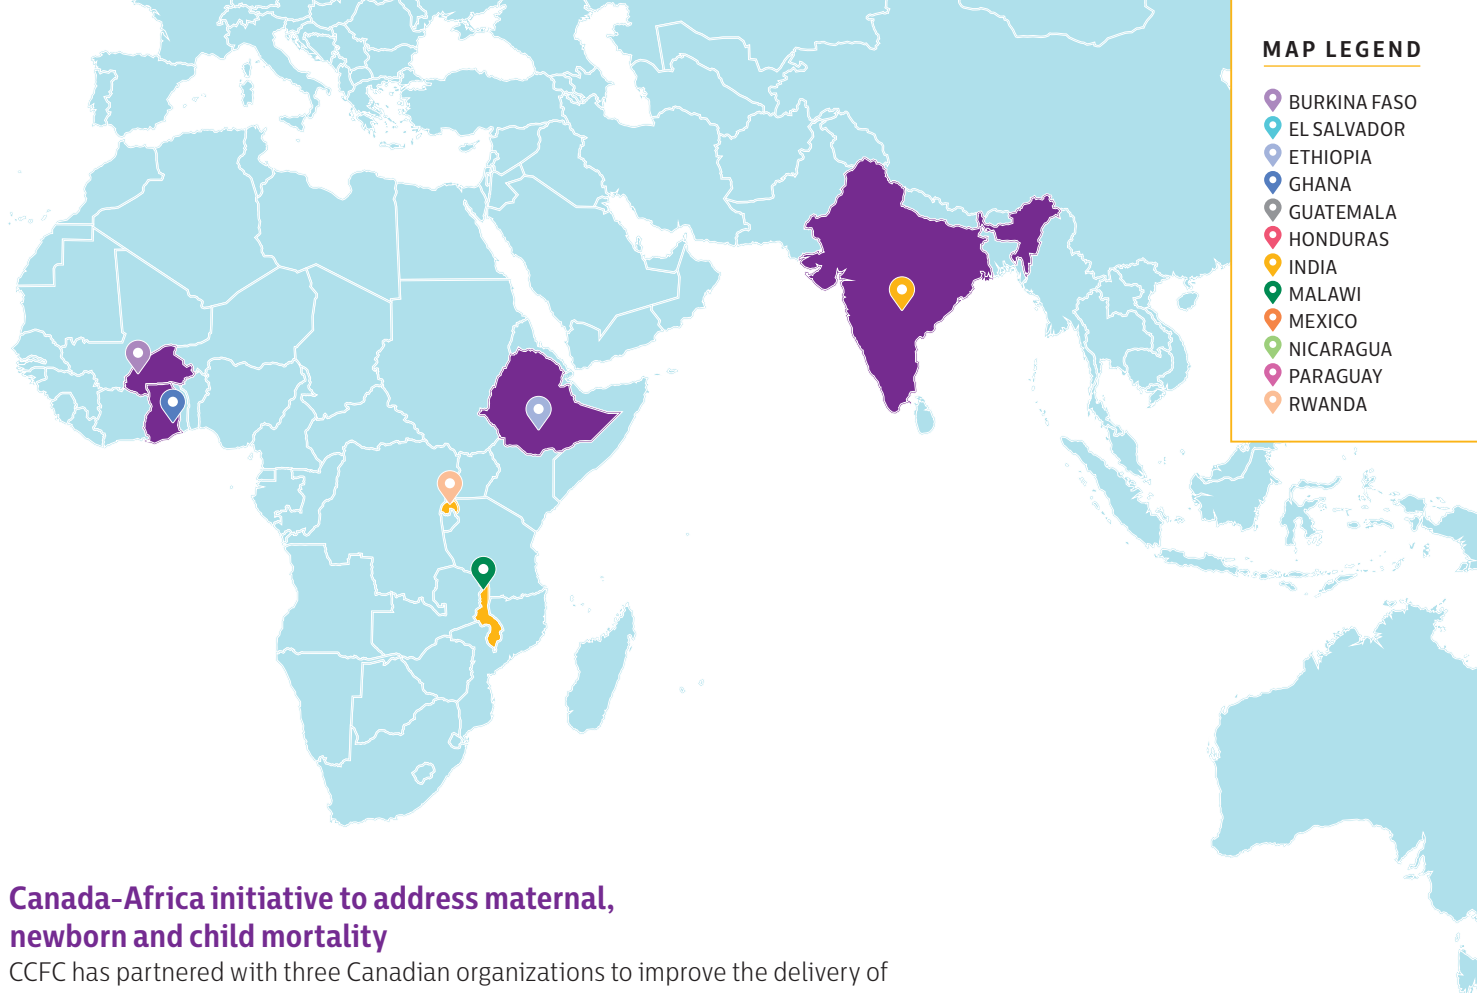 MAP LEGEND
BURKINA FASO
EL SALVADOR
ETHIOPIA
GHANA
GUATEMALA
HONDURAS
INDIA
MALAWI
MEXICO
NICARAGUA
PARAGUAY
RWANDA
Canada-Africa initiative to address maternal,
newborn and child mortality
CCFC has partnered with three Canadian organizations to improve the delivery of